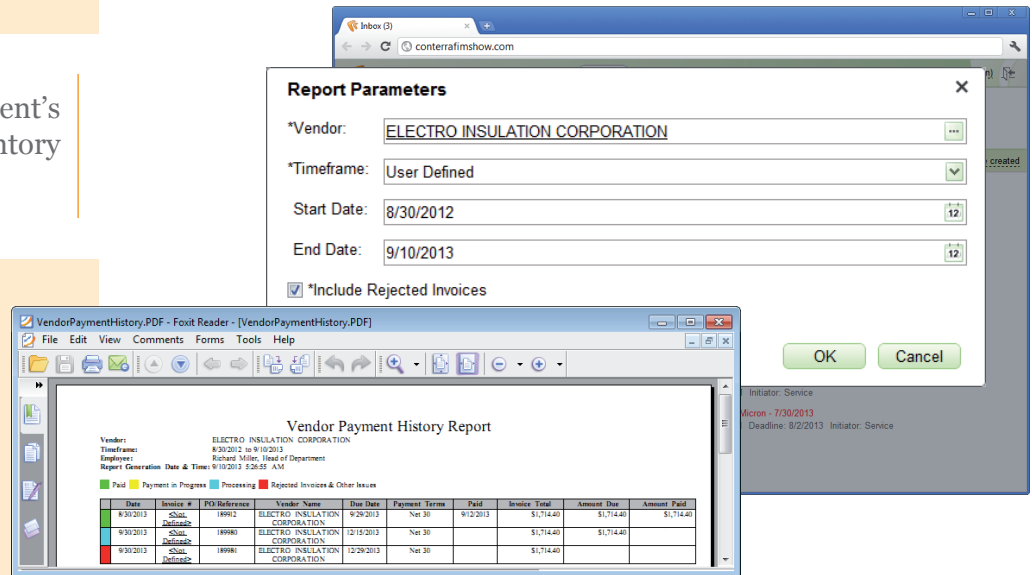 ent's
ntory
Inbox (3)
conterrafimshow.com
created
Report Parameters
*Vendor: ELECTRO INSULATION CORPORATION
*Timeframe: User Defined
Start Date: 8/30/2012
12
End Date: 9/10/2013
12
*Include Rejected Invoices
OK Cancel
Initiator: Service
Micron - 7/30/2013
Deadline: 8/2/2013 Initiator: Service
VendorPaymentHistory.PDF - Foxit Reader - [VendorPaymentHistory.PDF]
File Edit View Comments Forms Tools Help
Vendor Payment History Report
Vendor: ELECTRO INSULATION CORPORATION
Timeframe: 8/30/2012 to 9/10/2013
Employee: Richard Miller, Head of Department
Report Generation Date & Time: 9/10/2013 5:26:55 AM
Paid Payment in Progress Processing Rejected Invoices & Other Issues
Date Invoice # PO/Reference Vendor Name Due Date Payment Terms Paid Invoice Total Amount Due Amount Paid
8/30/2013 <Not 189912 ELECTRO INSULATION 9/29/2013 Net 30 9/12/2013 $1,714.40 $1,714.40 $1,714.40
Defined> CORPORATION
9/30/2013 <Not 189980 ELECTRO INSULATION 12/15/2013 Net 30 $1,714.40 $1,714.40
Defined> CORPORATION
9/30/2013 <Not 189981 ELECTRO INSULATION 12/29/2013 Net 30 $1,714.40
Defined> CORPORATION